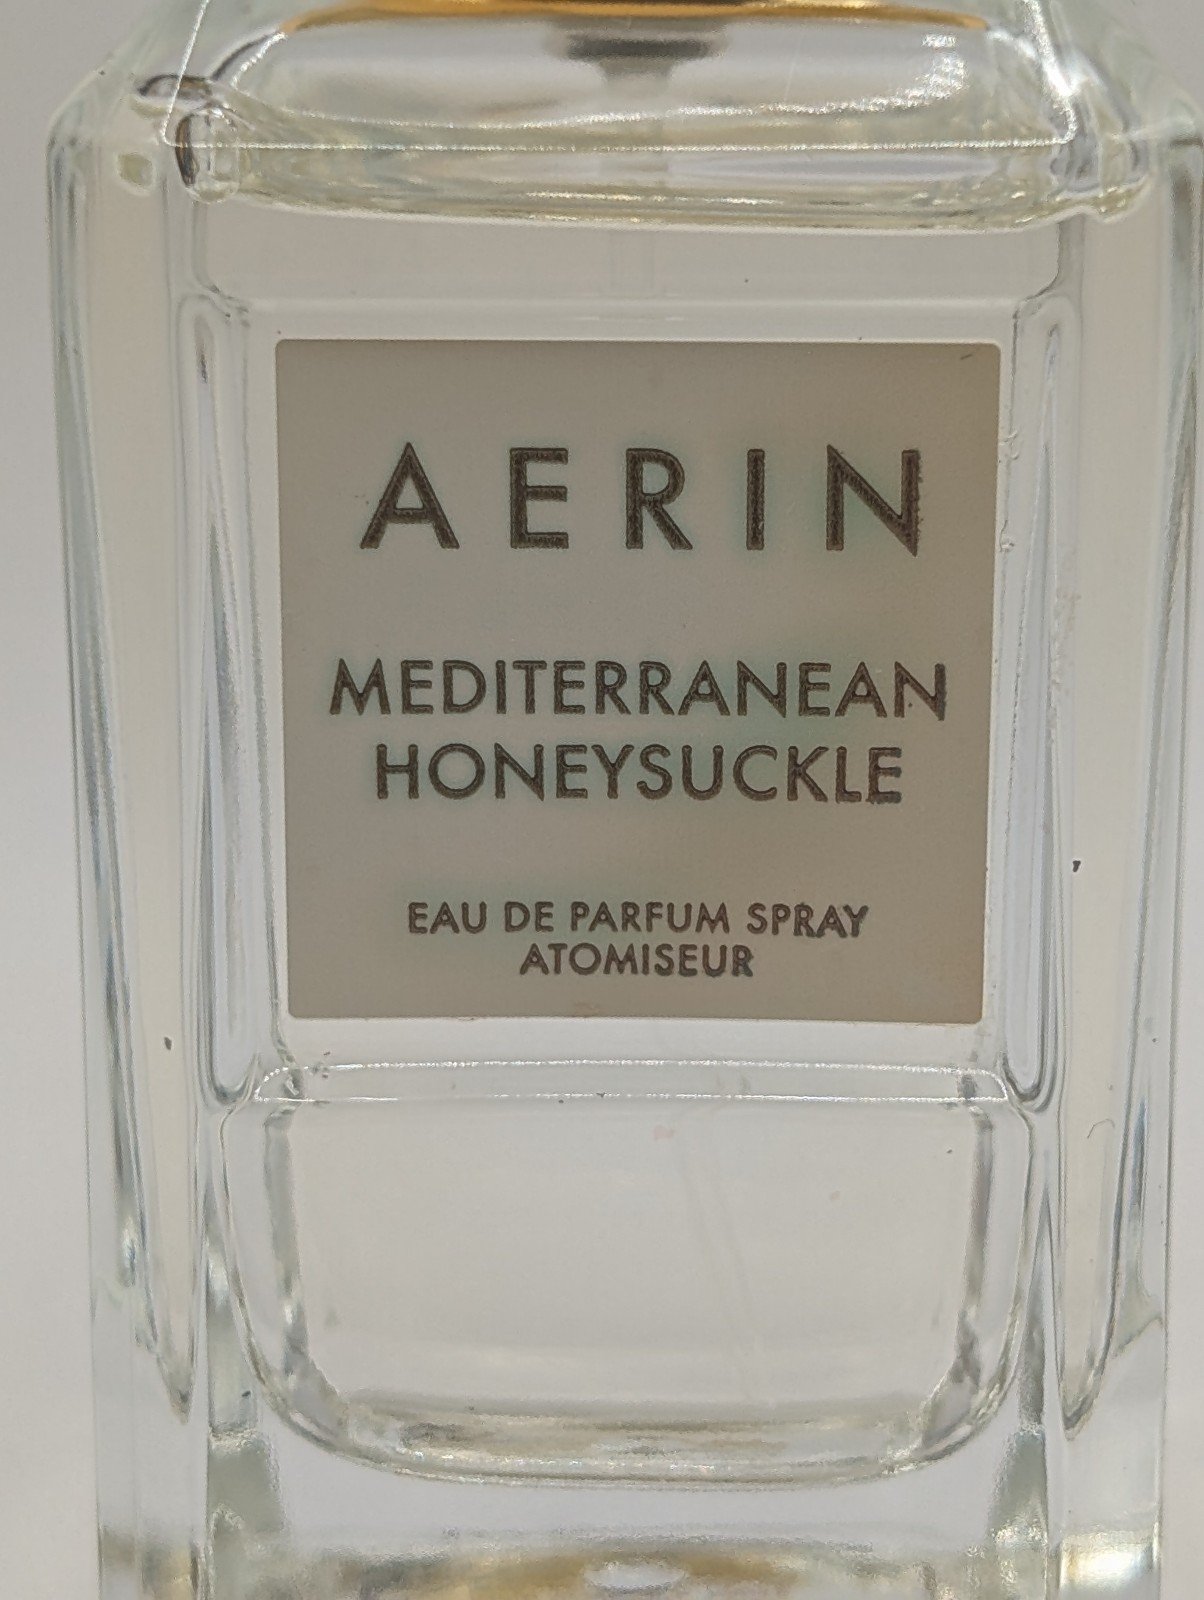 AERIN
MEDITERRANEAN
HONEYSUCKLE
EAU DE PARFUM SPRAY
ATOMISEUR